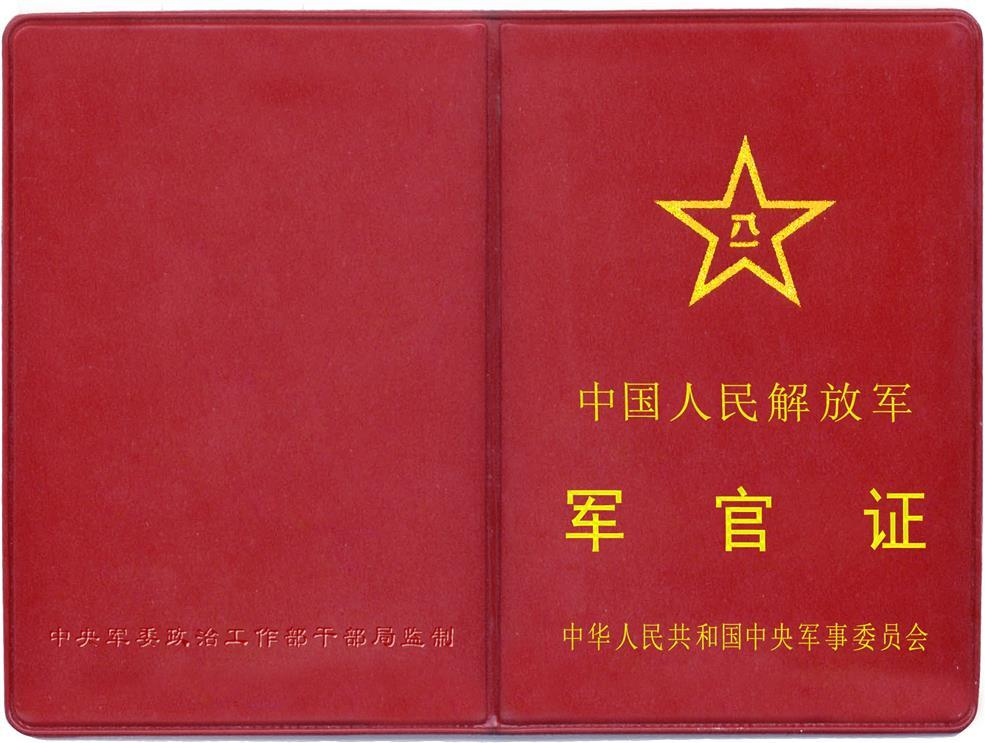 八一
中国人民解放军
军官证
中华人民共和国中央军事委员会
中央军委政治工作部干部局监制